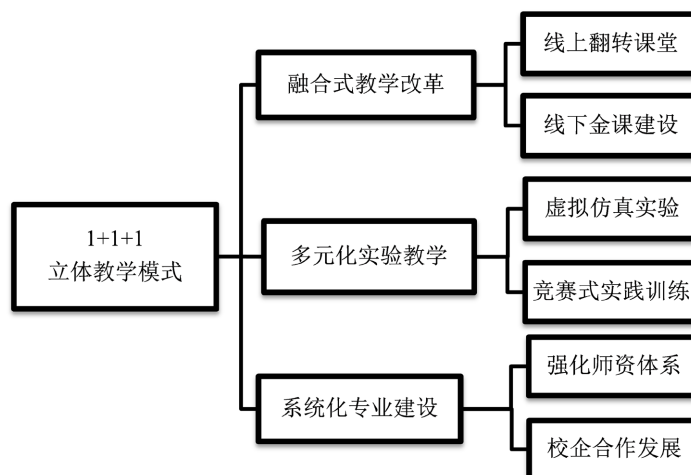 1+1+1
立体教学模式
融合式教学改革
线上翻转课堂
线下金课建设
多元化实验教学
虚拟仿真实验
竞赛式实践训练
系统化专业建设
强化师资体系
校企合作发展